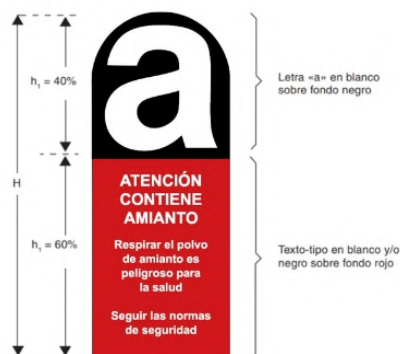 a
h₁ = 40%
Letra «a» en blanco
sobre fondo negro
H
ATENCIÓN
CONTIENE
AMIANTO
Respirar el polvo
de amianto es
peligroso para
la salud
Seguir las normas
de seguridad
h₁ = 60%
Texto-tipo en blanco y/o
negro sobre fondo rojo